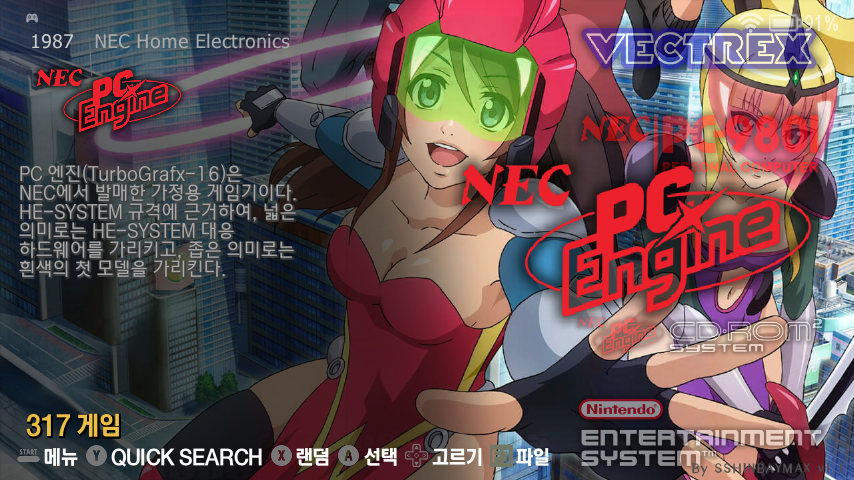 91%
1987 NEC Home Electronics
VECTREX
NEC PC Engine
NEC PC-9801
PERSONAL COMPUTER
PC 엔진(TurboGrafx-16)은
NEC에서 발매한 가정용 게임기이다.
HE-SYSTEM 규격에 근거하여, 넓은
의미로는 HE-SYSTEM 대응
하드웨어를 가리키고, 좁은 의미로는
흰색의 첫 모델을 가리킨다.
NEC
PC
Engine
NEC PC Engine CD-ROM²
SYSTEM
Nintendo
ENTERTAINMENT
SYSTEM™
By SSHINBAYMAX
317 게임
START 메뉴 Y QUICK SEARCH X 랜덤 A 선택 고르기 파일